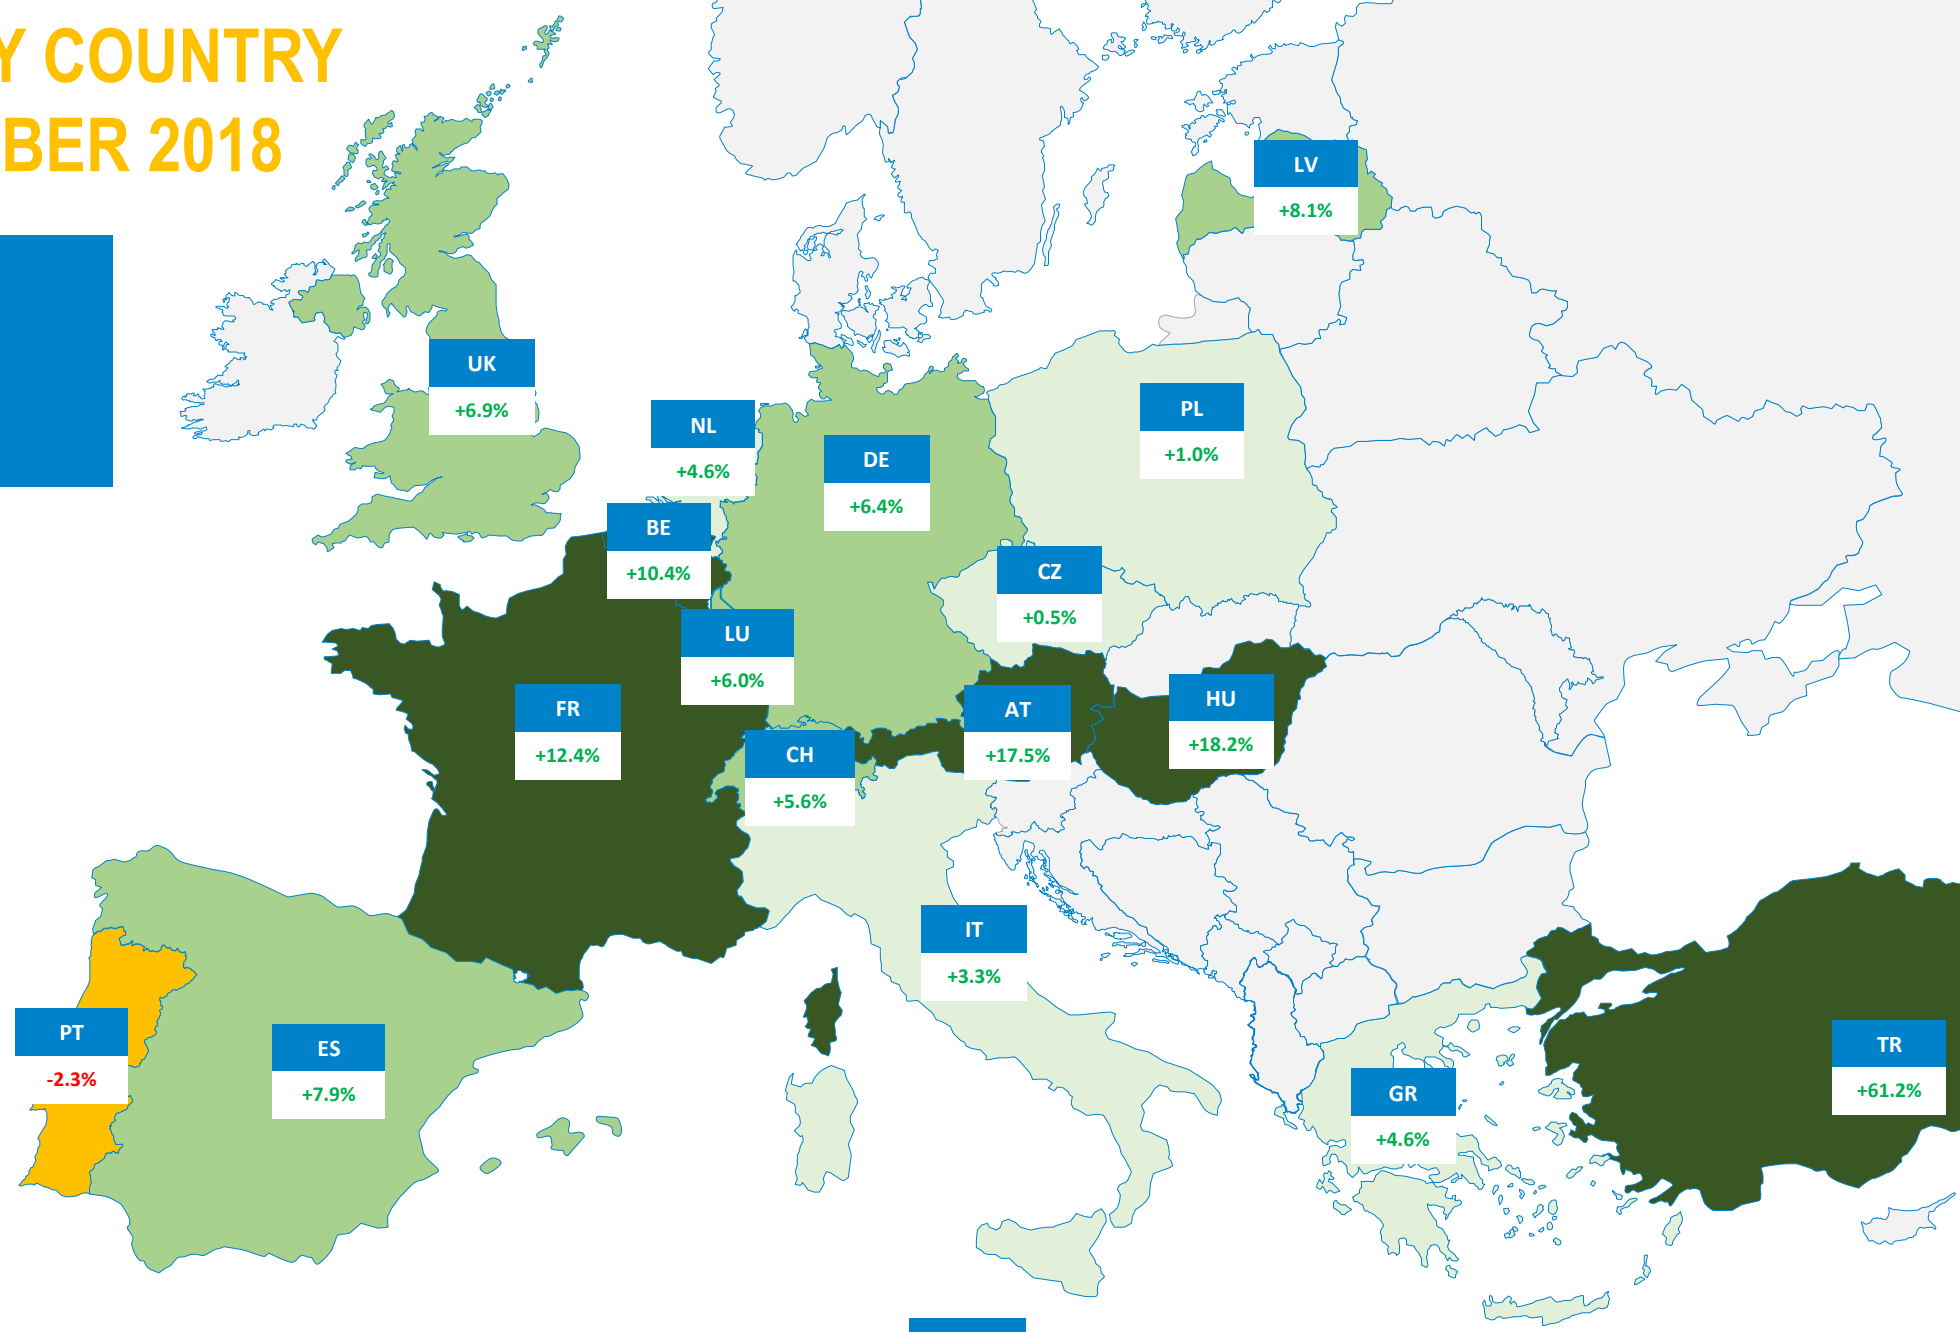 Y COUNTRY
BER 2018
LV
+8.1%
UK
+6.9%
PL
+1.0%
NL
+4.6%
DE
+6.4%
BE
+10.4%
CZ
+0.5%
LU
+6.0%
HU
+18.2%
FR
+12.4%
AT
+17.5%
CH
+5.6%
IT
+3.3%
PT
-2.3%
ES
+7.9%
TR
+61.2%
GR
+4.6%